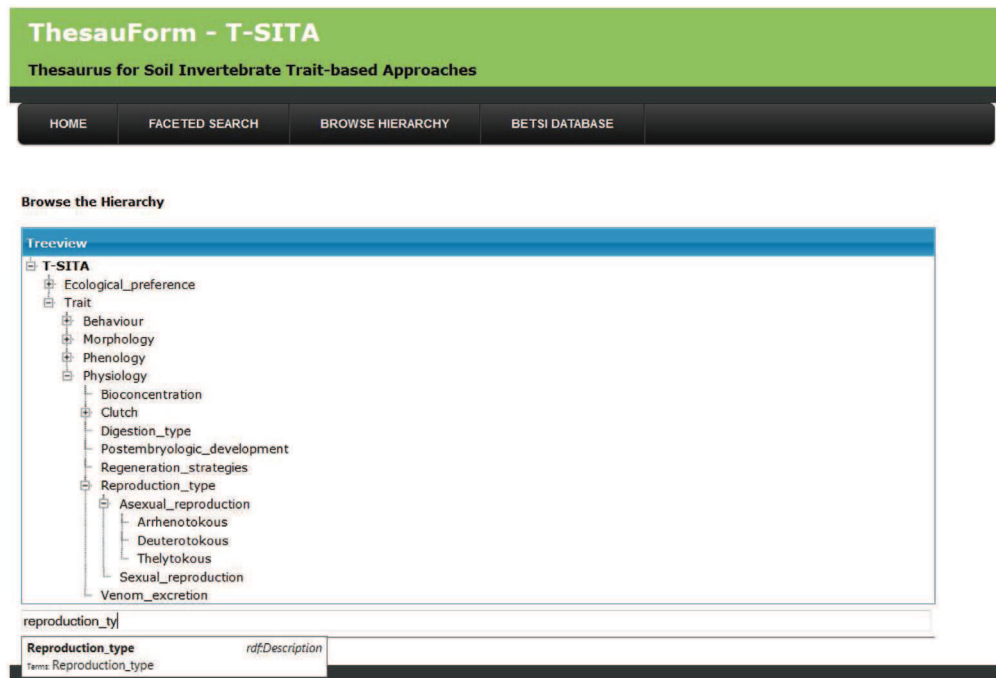 ThesauForm - T-SITA
Thesaurus for Soil Invertebrate Trait-based Approaches
HOME FACETED SEARCH BROWSE HIERARCHY BETSI DATABASE
Browse the Hierarchy
Treeview
T-SITA
Ecological_preference
Trait
Behaviour
Morphology
Phenology
Physiology
Bioconcentration
Clutch
Digestion_type
Postembryologic_development
Regeneration_strategies
Reproduction_type
Asexual_reproduction
Arrhenotokous
Deuterotokous
Thelytokous
Sexual_reproduction
Venom_excretion
reproduction_ty
Reproduction_type rdf:Description
Terms: Reproduction_type